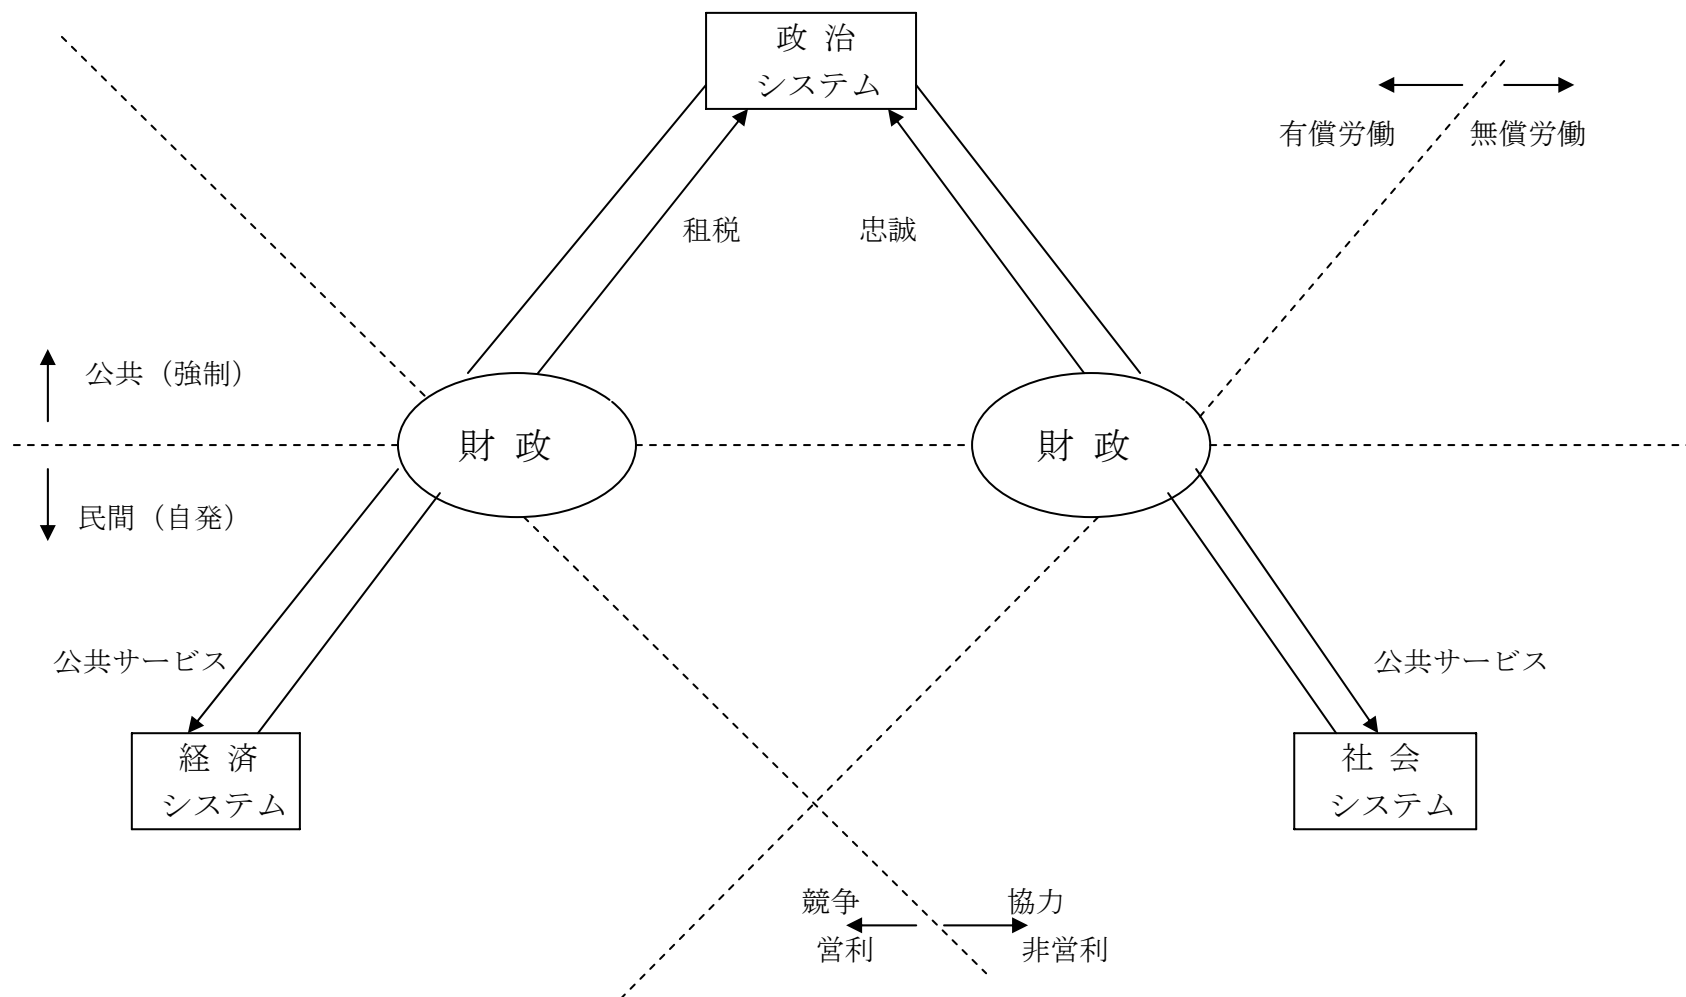 政 治
システム
有償労働
無償労働
租税
忠誠
公共（強制）
財 政
財 政
民間（自発）
公共サービス
公共サービス
経 済
システム
社 会
システム
競争
協力
営利
非営利